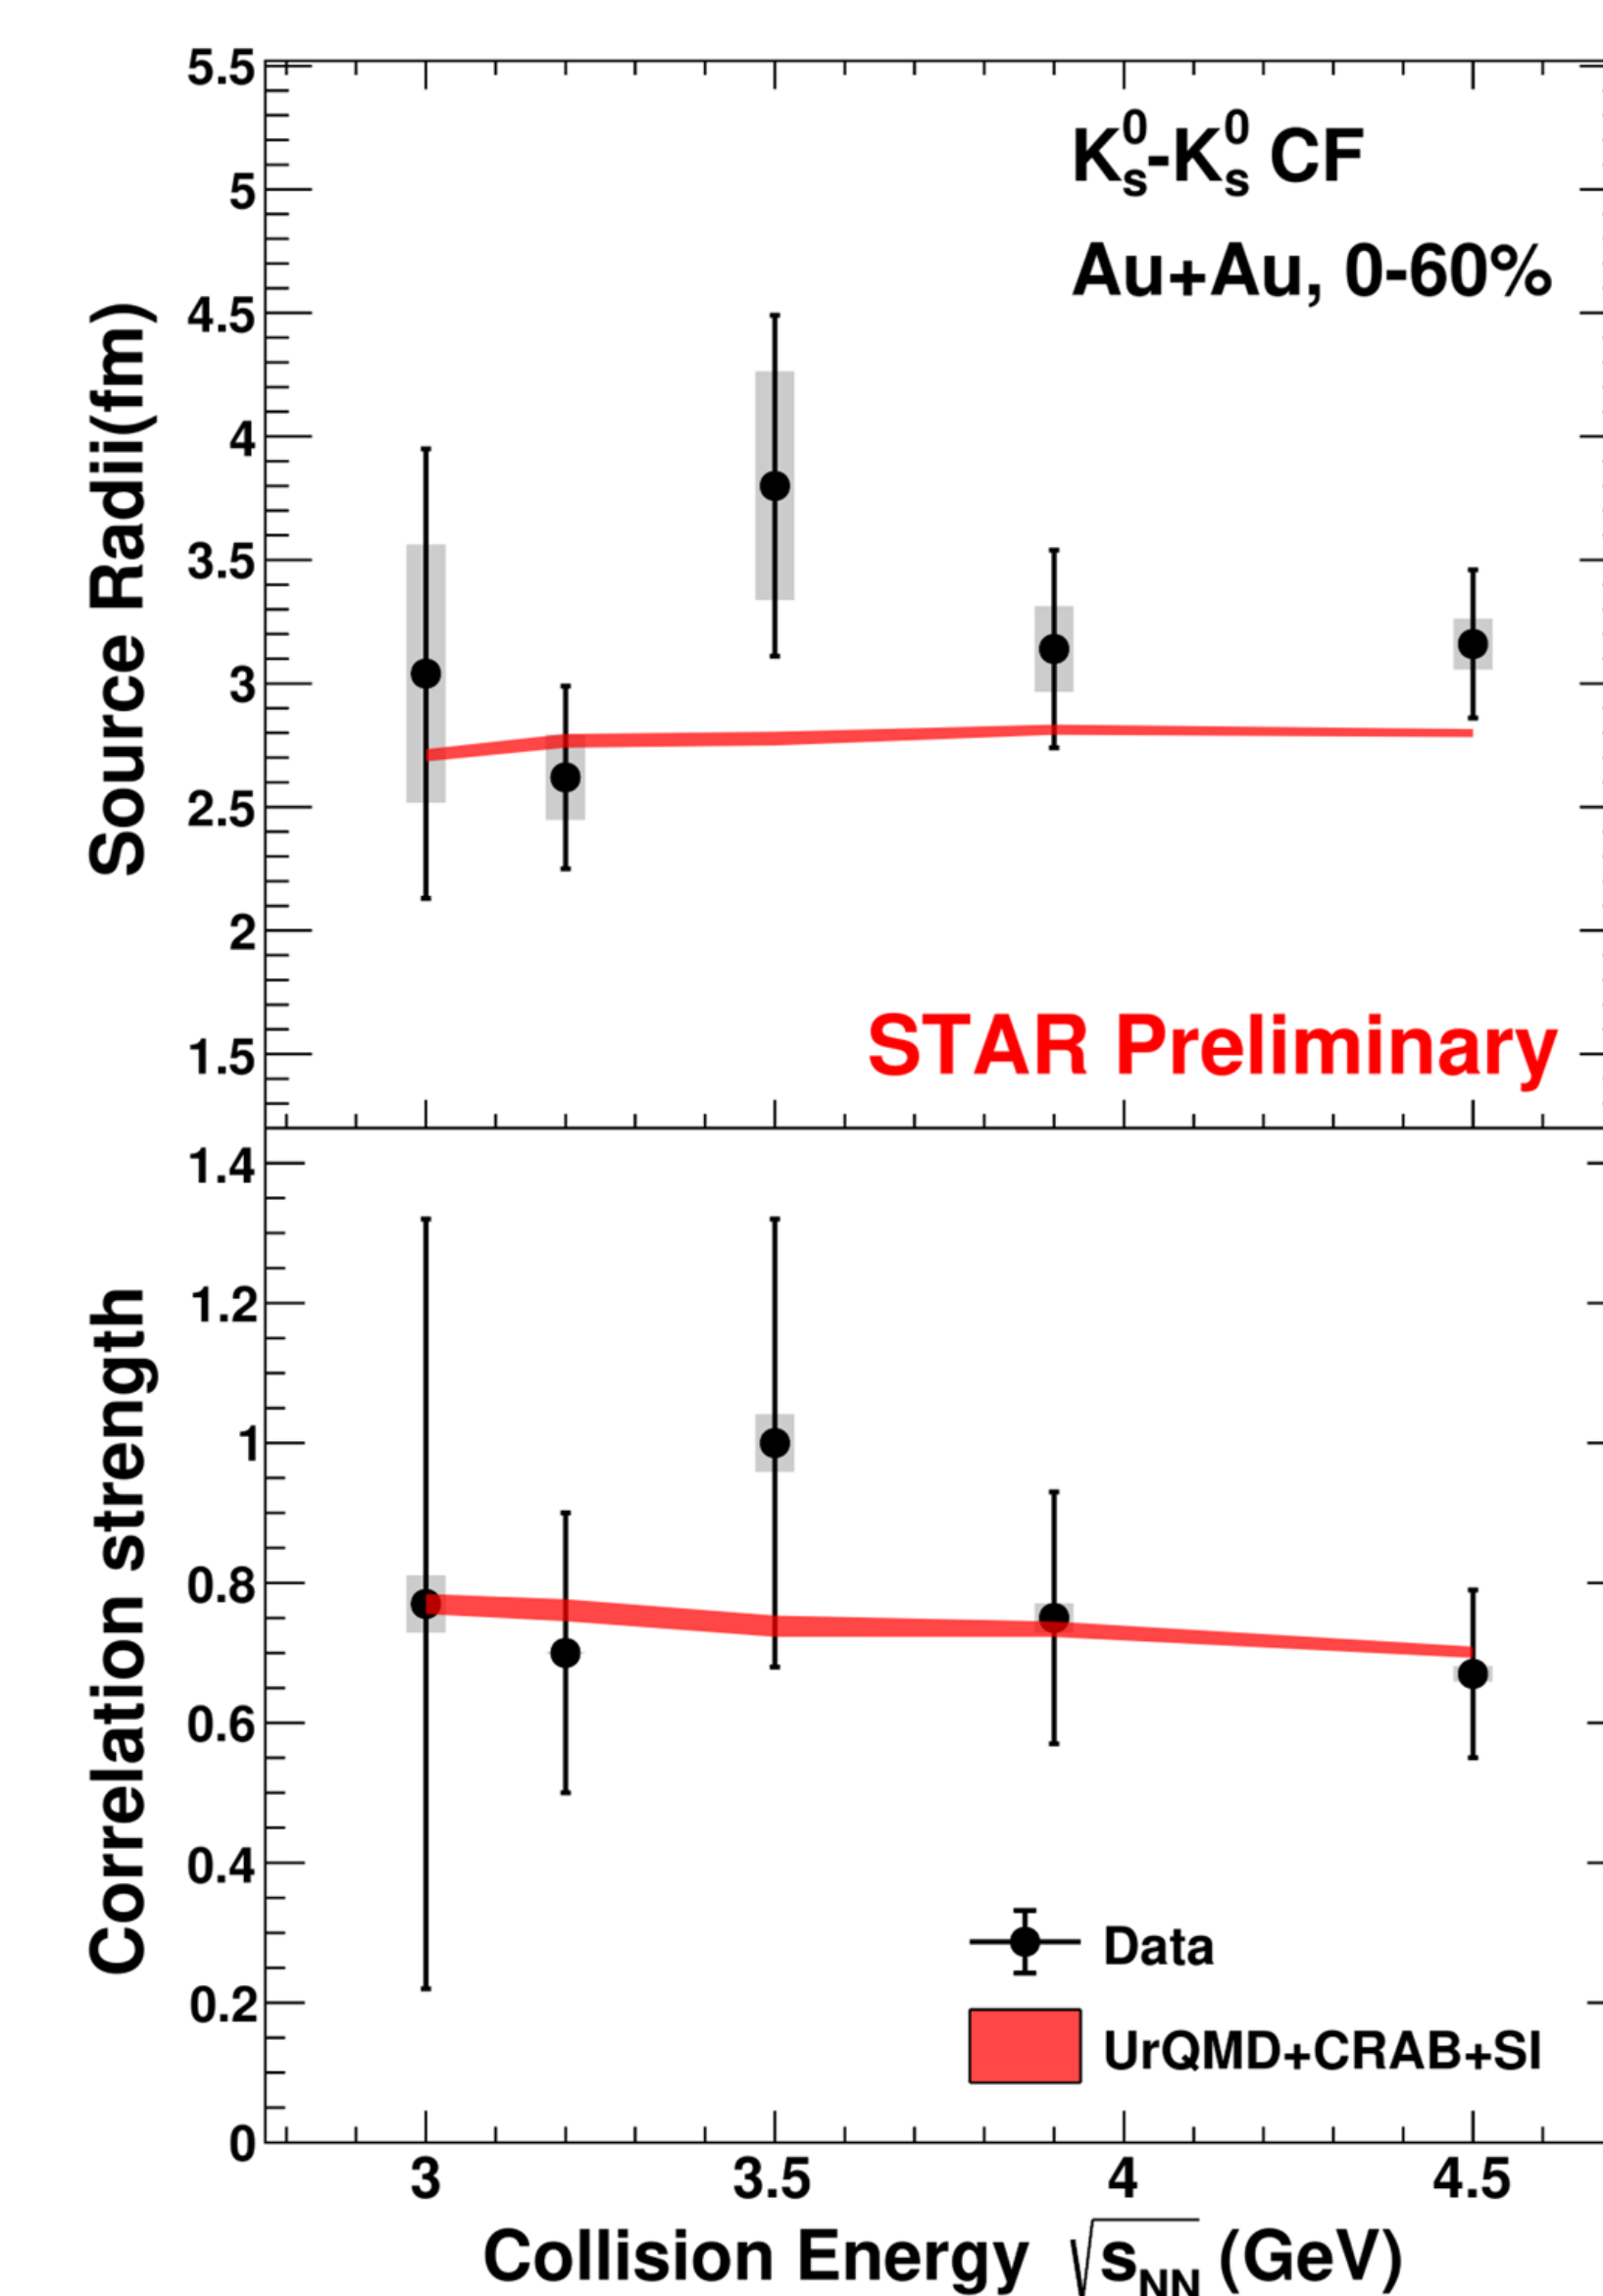 5.5
5
4.5
4
3.5
3
2.5
2
1.5
Source Radii(fm)
K⁰ₛ-K⁰ₛ CF
Au+Au, 0-60%
STAR Preliminary
1.4
1.2
1
0.8
0.6
0.4
0.2
0
Correlation strength
Data
UrQMD+CRAB+SI
3
3.5
4
4.5
Collision Energy √sNN (GeV)